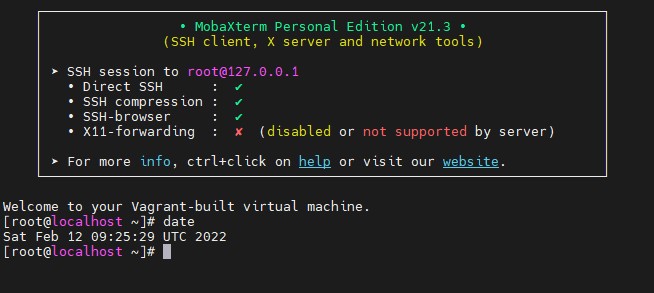 • MobaXterm Personal Edition v21.3 •
(SSH client, X server and network tools)
➤ SSH session to root@127.0.0.1
• Direct SSH : ✔
• SSH compression : ✔
• SSH-browser : ✔
• X11-forwarding : ✘ (disabled or not supported by server)
➤ For more info, ctrl+click on help or visit our website.
Welcome to your Vagrant-built virtual machine.
[root@localhost ~]# date
Sat Feb 12 09:25:29 UTC 2022
[root@localhost ~]#